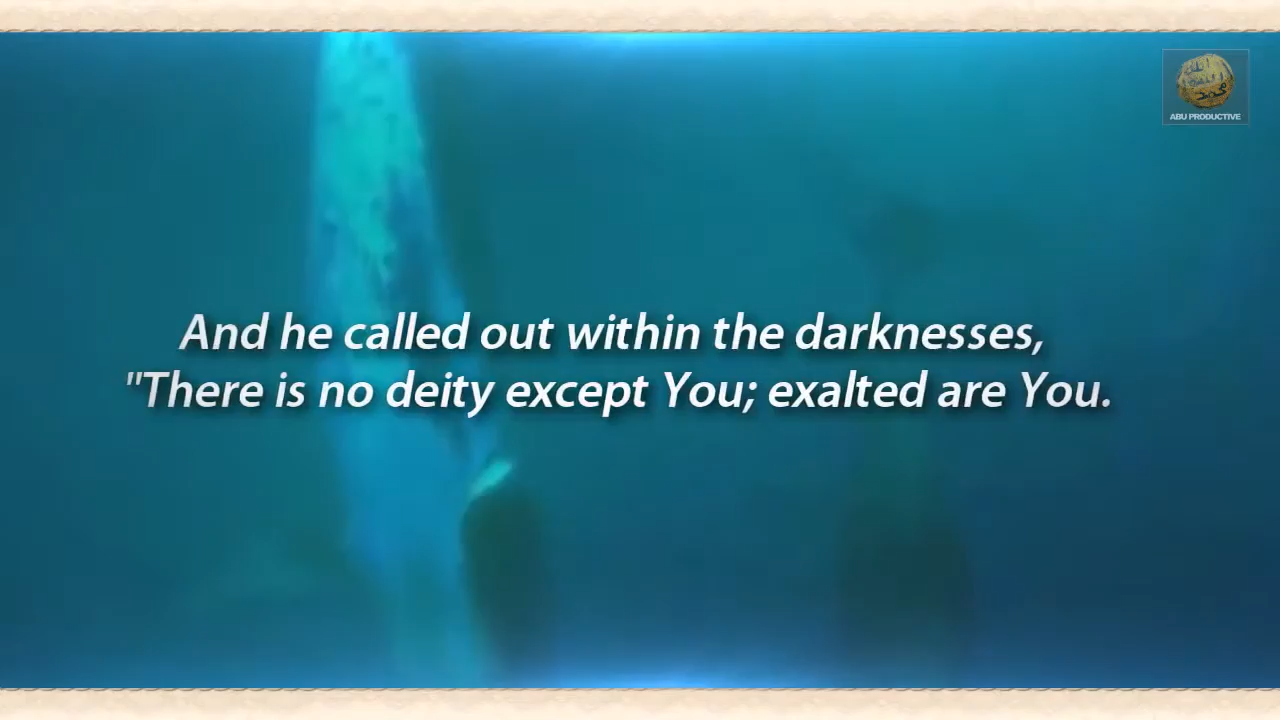 ABU PRODUCTIVE
And he called out within the darknesses,
"There is no deity except You; exalted are You.